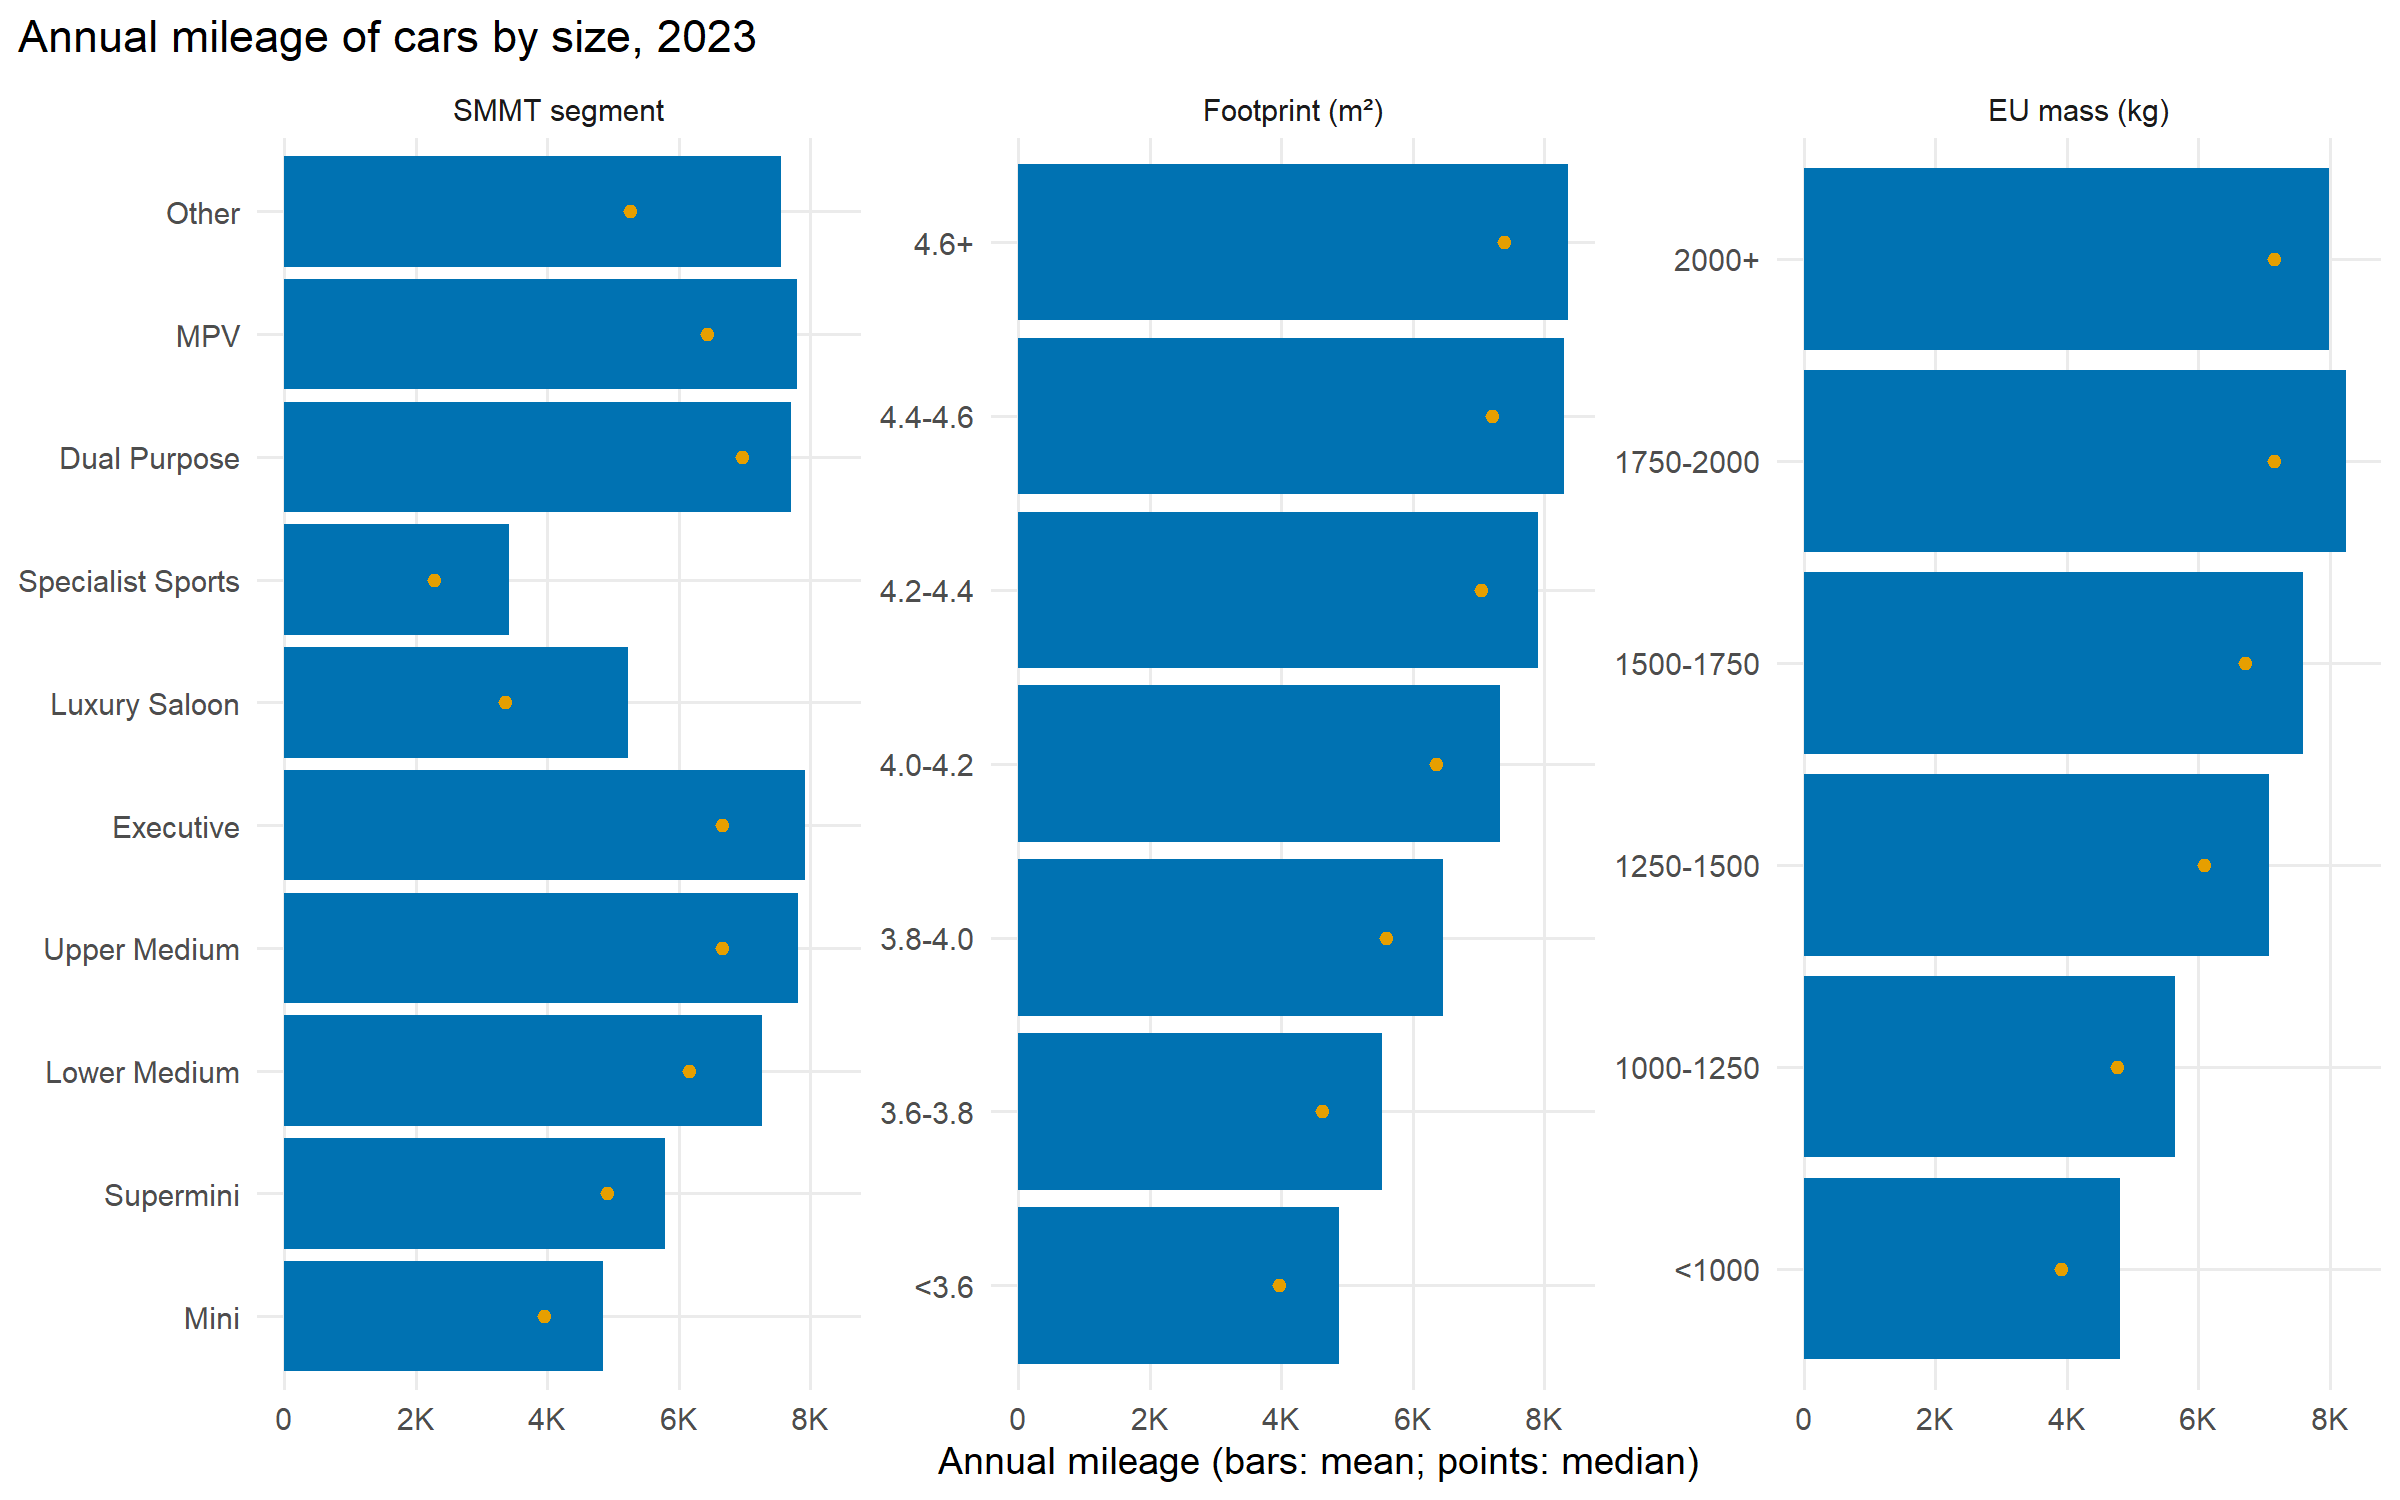 Annual mileage of cars by size, 2023
SMMT segment
Other
MPV
Dual Purpose
Specialist Sports
Luxury Saloon
Executive
Upper Medium
Lower Medium
Supermini
Mini
0 2K 4K 6K 8K
Footprint (m²)
4.6+
4.4-4.6
4.2-4.4
4.0-4.2
3.8-4.0
3.6-3.8
<3.6
0 2K 4K 6K 8K
EU mass (kg)
2000+
1750-2000
1500-1750
1250-1500
1000-1250
<1000
0 2K 4K 6K 8K
Annual mileage (bars: mean; points: median)